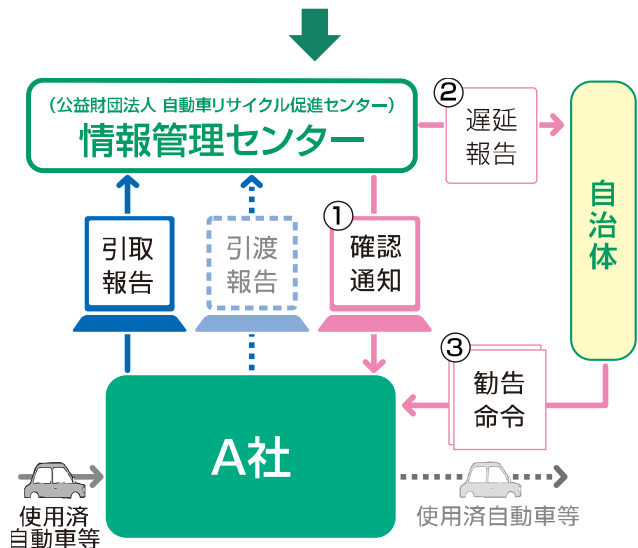 （公益財団法人 自動車リサイクル促進センター）
情報管理センター
②
遅延
報告
自治体
引取
報告
引渡
報告
①
確認
通知
③
勧告
命令
A社
使用済
自動車等
使用済自動車等